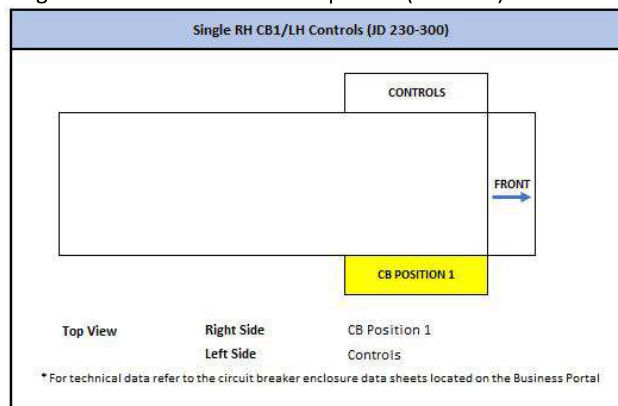 Single RH CB1/LH Controls (JD 230-300)
CONTROLS
FRONT
CB POSITION 1
Top View Right Side CB Position 1
Left Side Controls
* For technical data refer to the circuit breaker enclosure data sheets located on the Business Portal